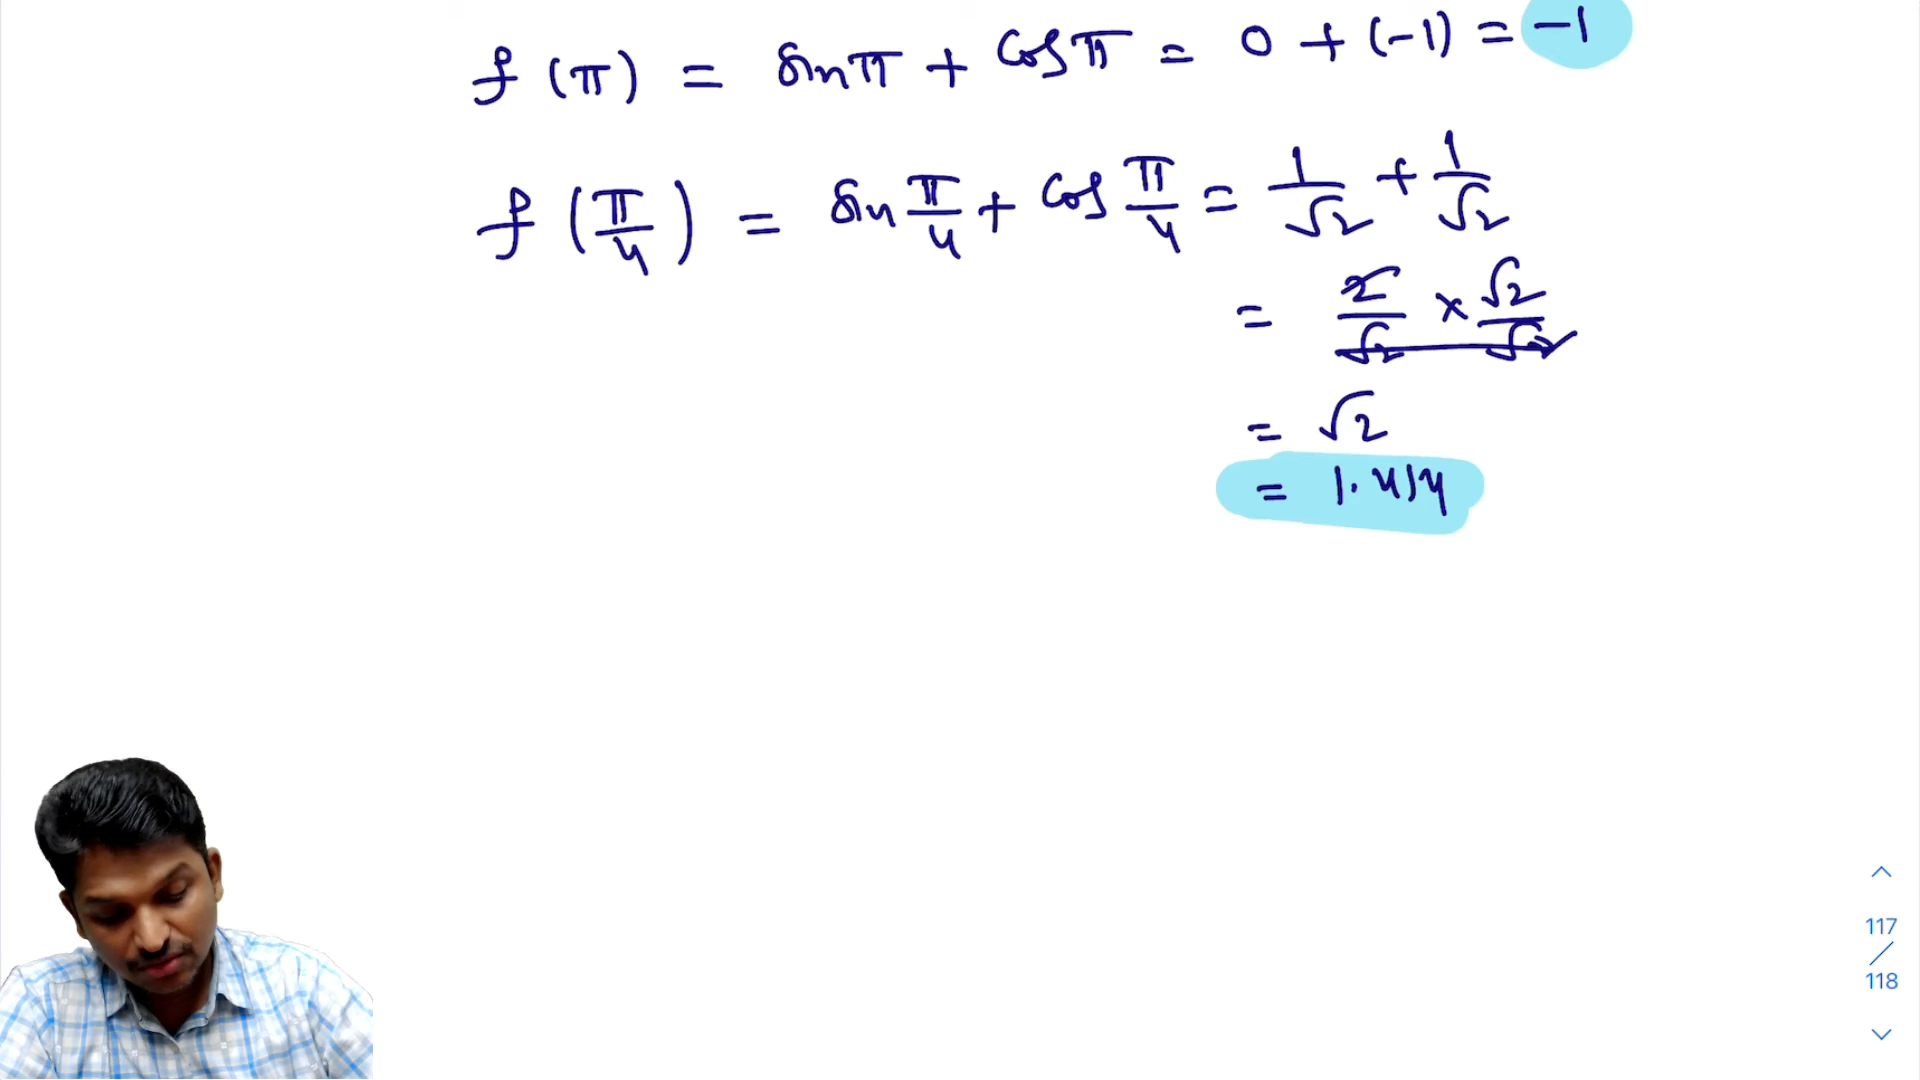 f(π) = sinπ + cosπ = 0 + (-1) = -1
f(π/4) = sin π/4 + cos π/4 = 1/√2 + 1/√2
= 2/√2 × √2/√2
= √2
= 1.414
117
/
118